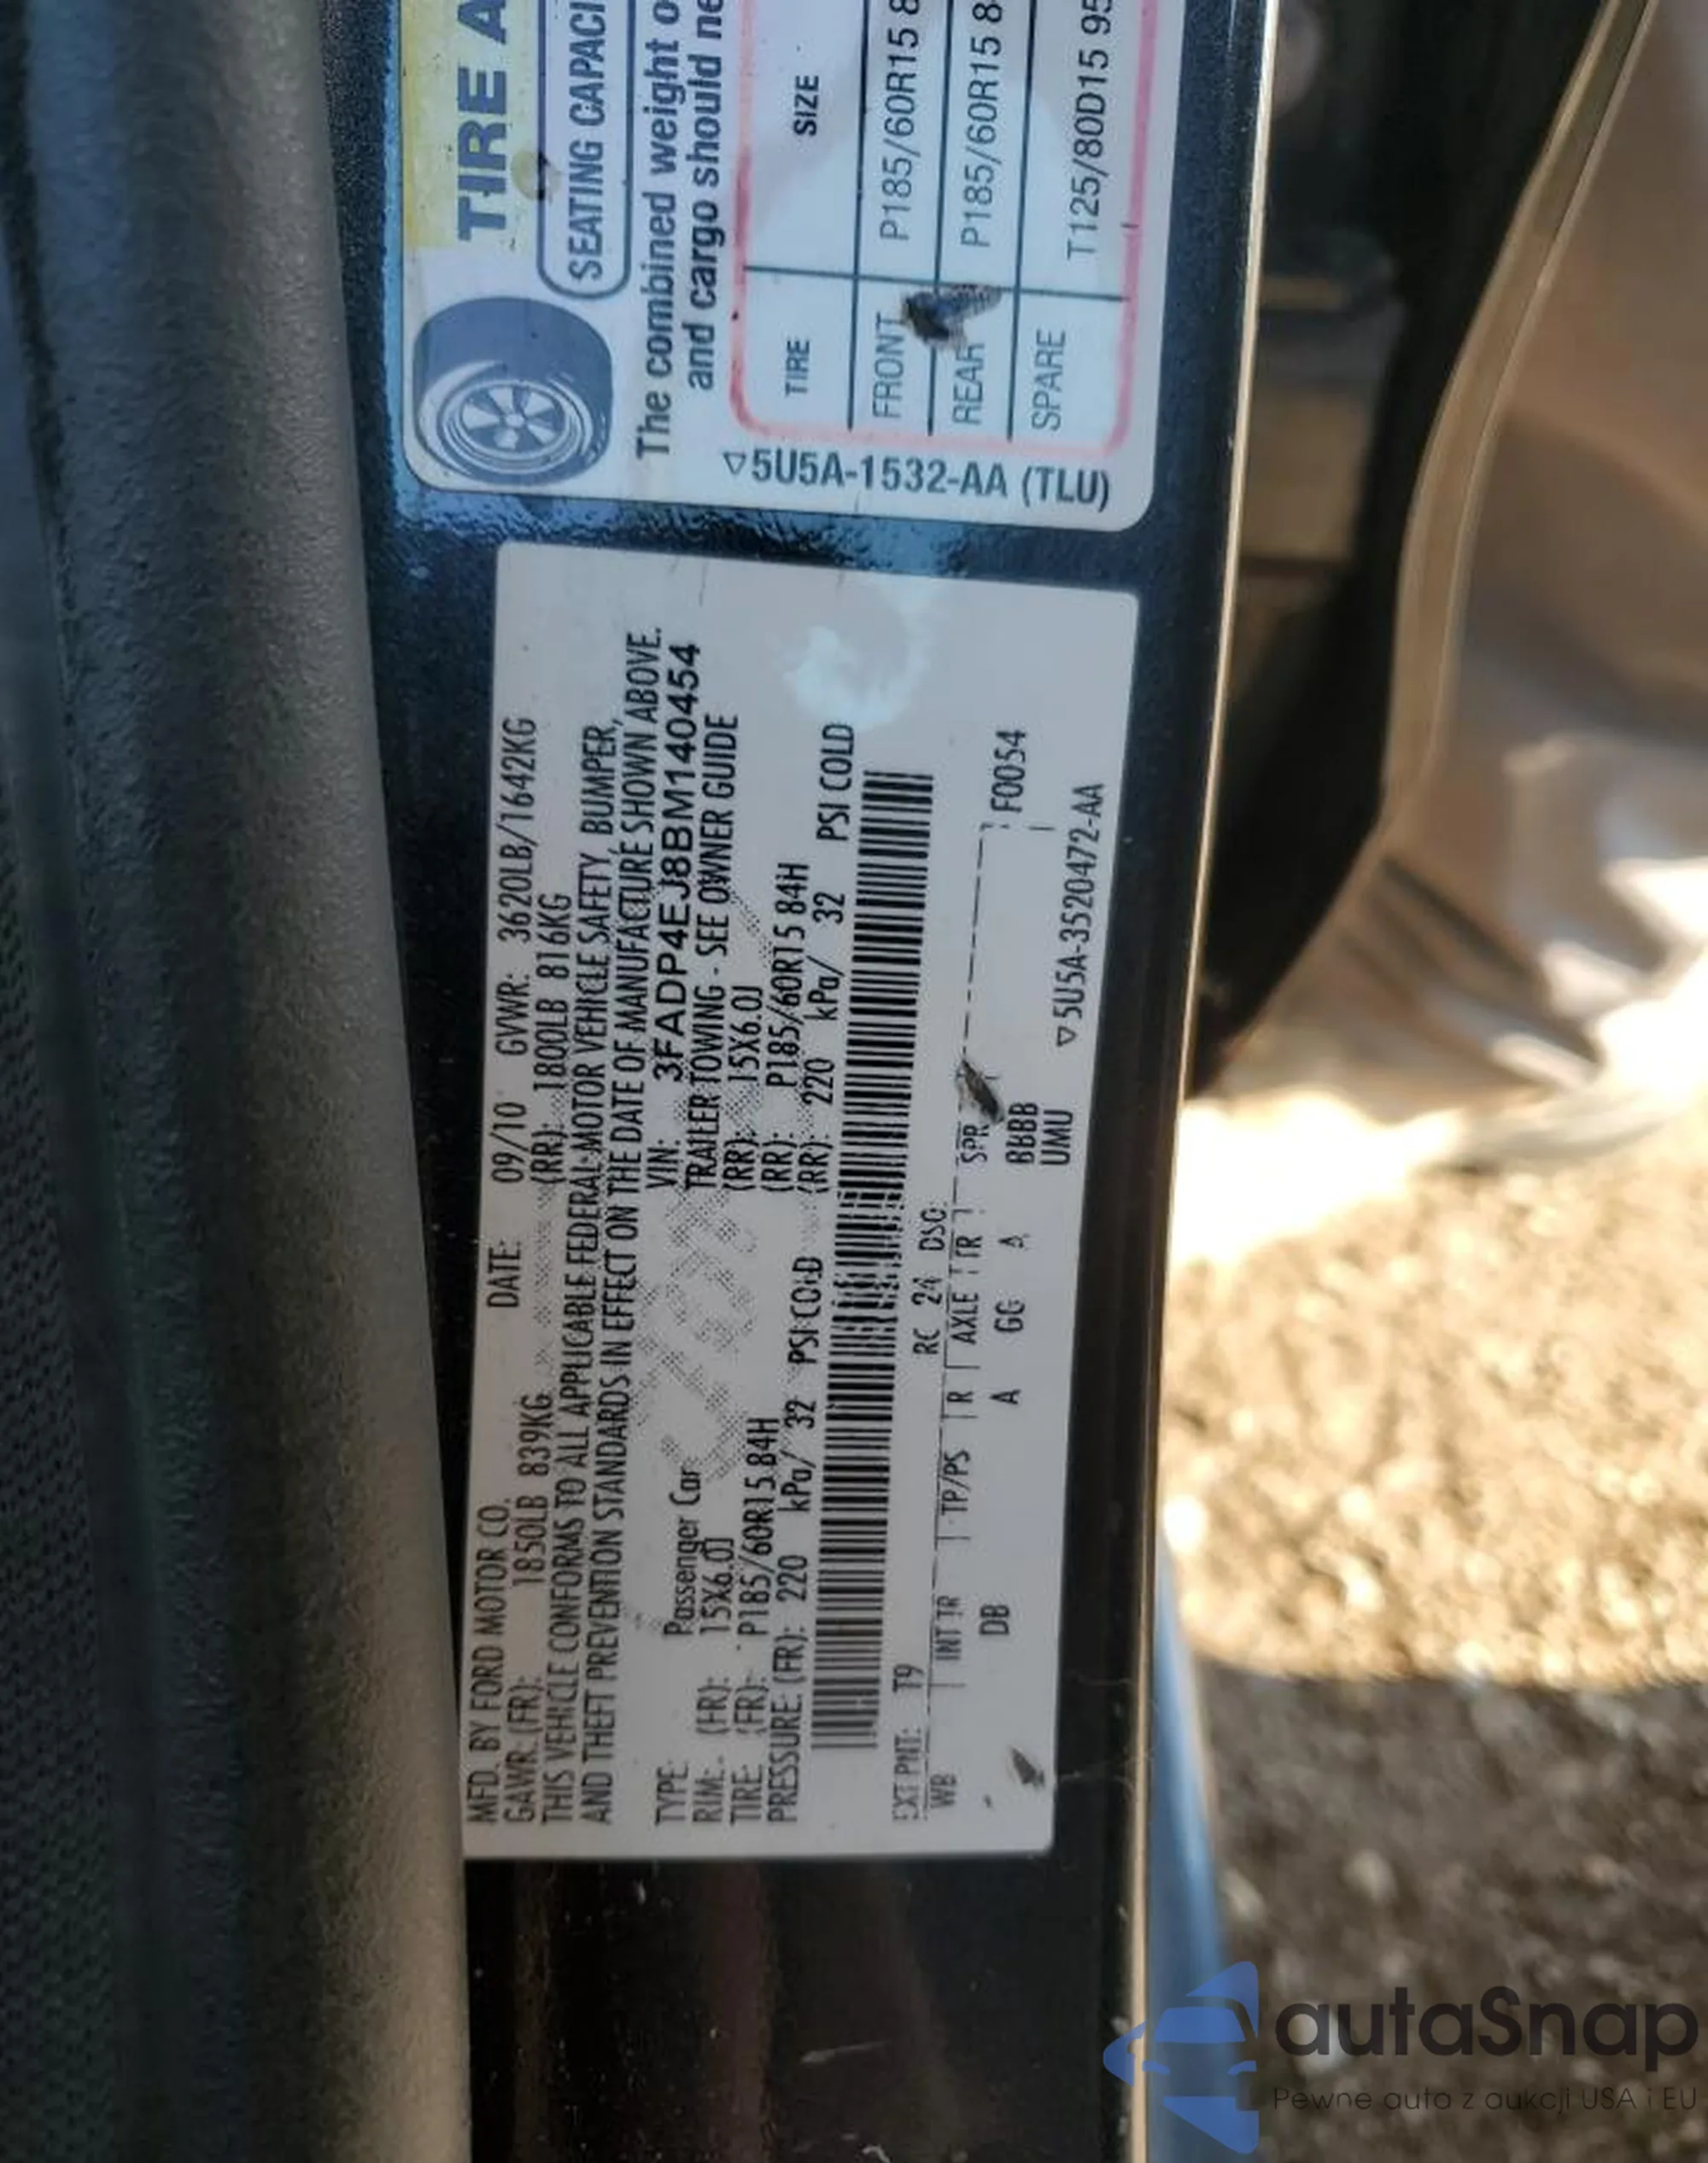 TIRE A
SEATING CAPACI
The combined weight o
and cargo should ne
TIRE SIZE
FRONT P185/60R15 8
REAR P185/60R15 8
SPARE T125/80D15 95
▽5U5A-1532-AA (TLU)
MFD. BY FORD MOTOR CO. DATE: 09/10 GVWR: 3620LB/1642KG
GAWR: (FR): 1850LB 839KG (RR): 1800LB 816KG
THIS VEHICLE CONFORMS TO ALL APPLICABLE FEDERAL MOTOR VEHICLE SAFETY, BUMPER,
AND THEFT PREVENTION STANDARDS IN EFFECT ON THE DATE OF MANUFACTURE SHOWN ABOVE.
VIN: 3FADP4EJ8BM140454
TYPE: Passenger Car TRAILER TOWING - SEE OWNER GUIDE
RIM: (FR): 15X6.0J (RR): 15X6.0J
TIRE: (FR): P185/60R15 84H (RR): P185/60R15 84H
PRESSURE: (FR): 220 kPa/ 32 PSI COLD (RR): 220 kPa/ 32 PSI COLD
EXT PNT: T9 RC 24 DSO:
WB INT TR TP/PS R AXLE TR SPR F0054
DB A GG A BBBB
UMU
▽5U5A-3520472-AA
autaSnap
Pewne auto z aukcji USA i EU